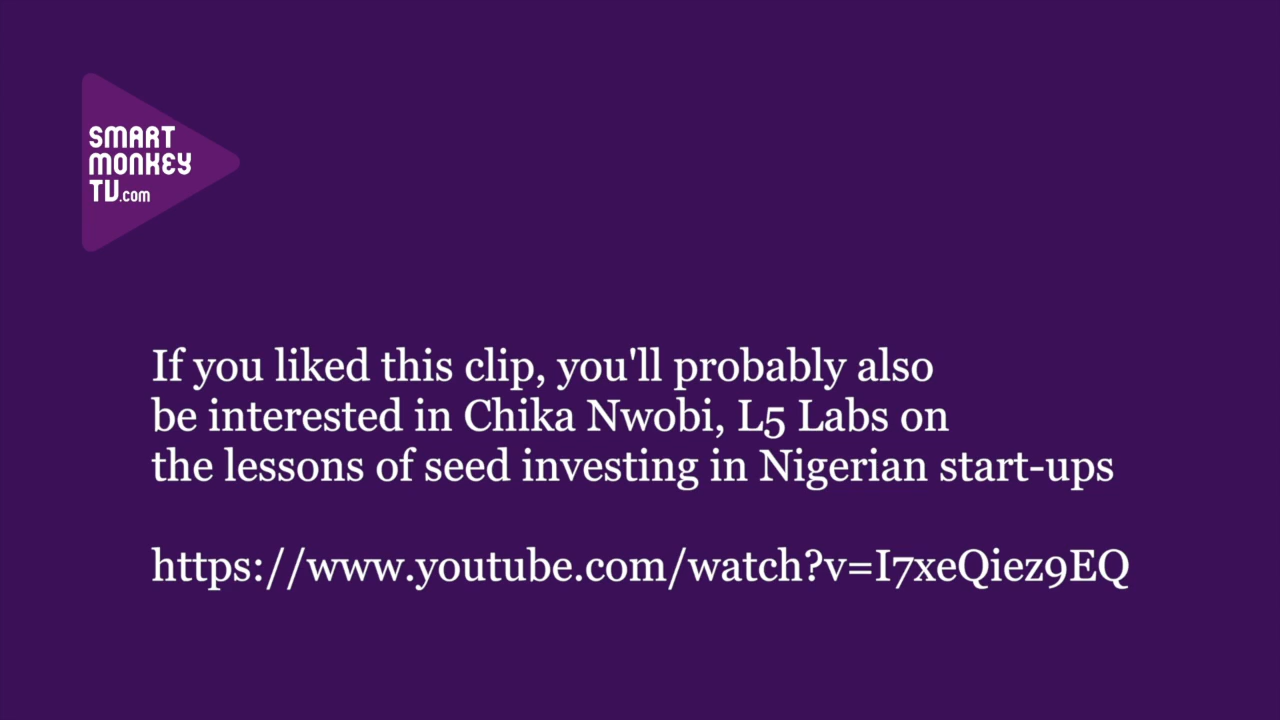 SMART
MONKEY
TV.com
If you liked this clip, you'll probably also
be interested in Chika Nwobi, L5 Labs on
the lessons of seed investing in Nigerian start-ups
https://www.youtube.com/watch?v=I7xeQiez9EQ